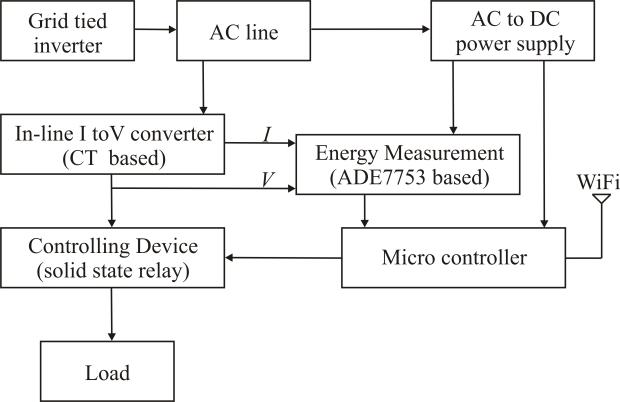 Grid tied
inverter
AC line
AC to DC
power supply
In-line I toV converter
(CT based)
I
V
Energy Measurement
(ADE7753 based)
WiFi
Controlling Device
(solid state relay)
Micro controller
Load